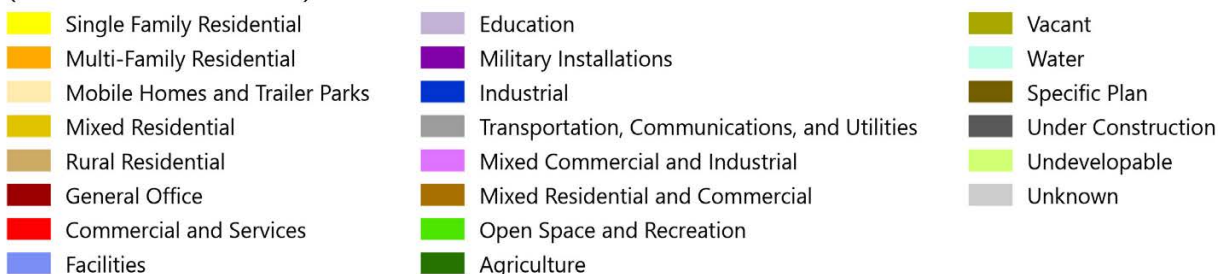 Single Family Residential
Multi-Family Residential
Mobile Homes and Trailer Parks
Mixed Residential
Rural Residential
General Office
Commercial and Services
Facilities
Education
Military Installations
Industrial
Transportation, Communications, and Utilities
Mixed Commercial and Industrial
Mixed Residential and Commercial
Open Space and Recreation
Agriculture
Vacant
Water
Specific Plan
Under Construction
Undevelopable
Unknown